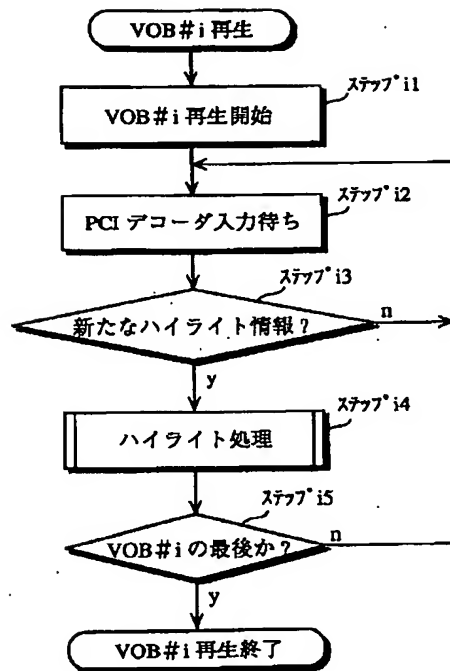 VOB#i 再生
ステップi1
VOB#i 再生開始
ステップi2
PCI デコーダ入力待ち
ステップi3
新たなハイライト情報?
n
y
ステップi4
ハイライト処理
ステップi5
VOB#i の最後か?
n
y
VOB#i 再生終了